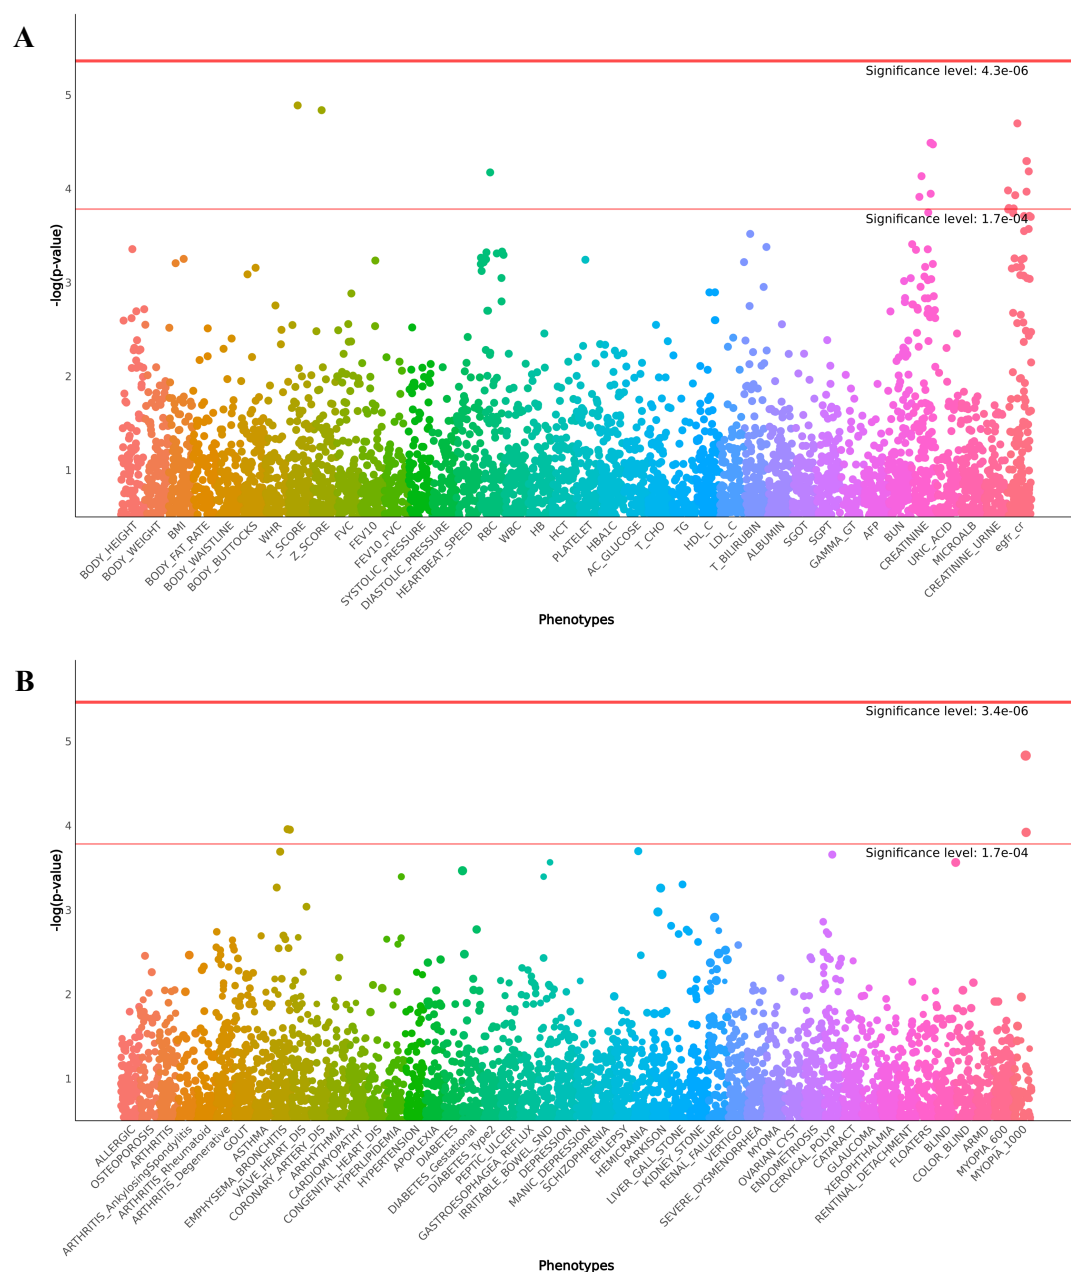 A
Significance level: 4.3e-06
5
4
Significance level: 1.7e-04
3
2
1
-log(p-value)
BODY_HEIGHT
BODY_WEIGHT
BMI
BODY_FAT_RATE
BODY_WAISTLINE
BODY_BUTTOCKS
WHR
T_SCORE
Z_SCORE
FVC
FEV10
FEV10_FVC
SYSTOLIC_PRESSURE
DIASTOLIC_PRESSURE
HEARTBEAT_SPEED
RBC
WBC
HB
HCT
PLATELET
HBA1C
AC_GLUCOSE
T_CHO
TG
HDL_C
LDL_C
T_BILIRUBIN
ALBUMIN
SGOT
SGPT
GAMMA_GT
AFP
BUN
CREATININE
URIC_ACID
MICROALB
CREATININE_URINE
egfr_cr
Phenotypes
B
Significance level: 3.4e-06
5
4
Significance level: 1.7e-04
3
2
1
-log(p-value)
ALLERGIC
OSTEOPOROSIS
ARTHRITIS
ARTHRITIS_AnkylosingSpondylitis
ARTHRITIS_Rheumatoid
ARTHRITIS_Degenerative
GOUT
ASTHMA
EMPHYSEMA_BRONCHITIS
VALVE_HEART_DIS
CORONARY_ARTERY_DIS
ARRHYTHMIA
CARDIOMYOPATHY
CONGENITAL_HEART_DIS
HYPERLIPIDEMIA
HYPERTENSION
APOPLEXIA
DIABETES
DIABETES_Gestational
DIABETES_Type2
PEPTIC_ULCER
GASTROESOPHAGEA_REFLUX
IRRITABLE_BOWEL_SND
DEPRESSION
MANIC_DEPRESSION
SCHIZOPHRENIA
EPILEPSY
HEMICRANIA
PARKISON
LIVER_GALL_STONE
KIDNEY_STONE
RENAL_FAILURE
VERTIGO
SEVERE_DYSMENORRHEA
MYOMA
OVARIAN_CYST
ENDOMETRIOSIS
CERVICAL_POLYP
CATARACT
GLAUCOMA
XEROPHTHALMIA
RENTINAL_DETACHMENT
FLOATERS
BLIND
COLOR_BLIND
ARMD
MYOPIA_600
MYOPIA_1000
Phenotypes